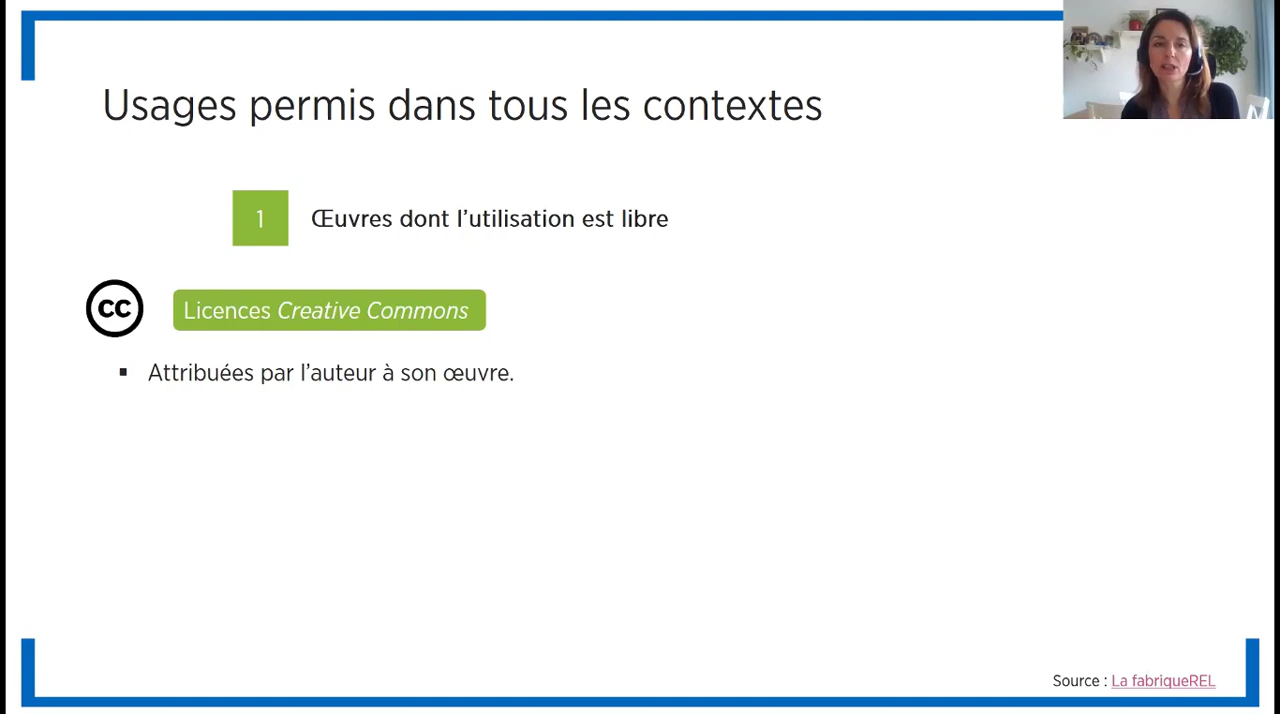 Usages permis dans tous les contextes
1 Œuvres dont l’utilisation est libre
CC Licences Creative Commons
▪ Attribuées par l’auteur à son œuvre.
Source : La fabriqueREL